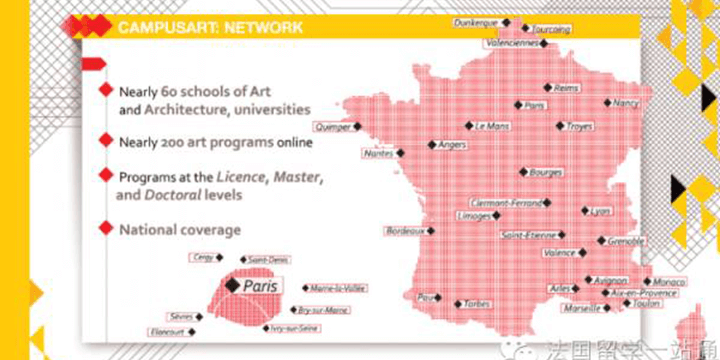 CAMPUSART: NETWORK
Nearly 60 schools of Art
and Architecture, universities
Nearly 200 art programs online
Programs at the Licence, Master,
and Doctoral levels
National coverage
Dunkerque
Tourcoing
Valenciennes
Reims
Paris
Nancy
Quimper
Le Mans
Troyes
Angers
Nantes
Bourges
Clermont-Ferrand
Limoges
Lyon
Bordeaux
Saint-Etienne
Grenoble
Valence
Avignon
Monaco
Arles
Aix-en-Provence
Pau
Tarbes
Marseille
Toulon
Cergy
Saint-Denis
Paris
Marne-la-Vallée
Bry-sur-Marne
Sèvres
Ivry-sur-Seine
Elancourt
法国留学一站通